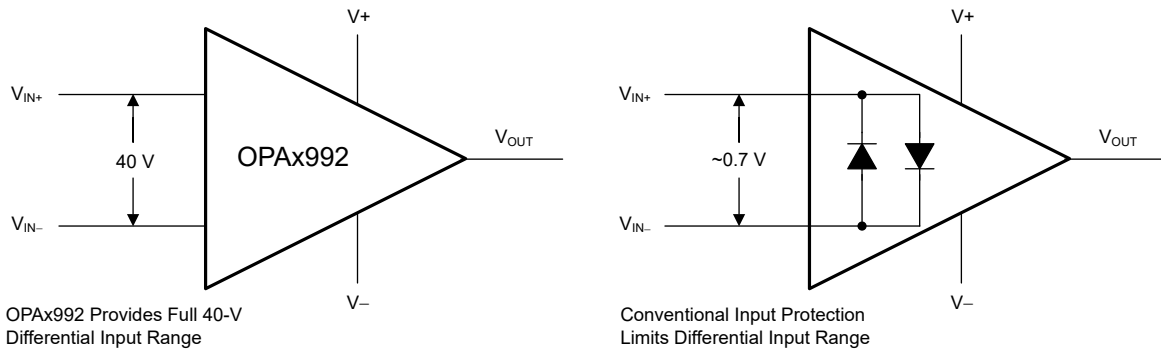 V+
VIN+
40 V
OPAx992
VOUT
VIN–
V–
OPAx992 Provides Full 40-V
Differential Input Range
V+
VIN+
~0.7 V
VOUT
VIN–
V–
Conventional Input Protection
Limits Differential Input Range